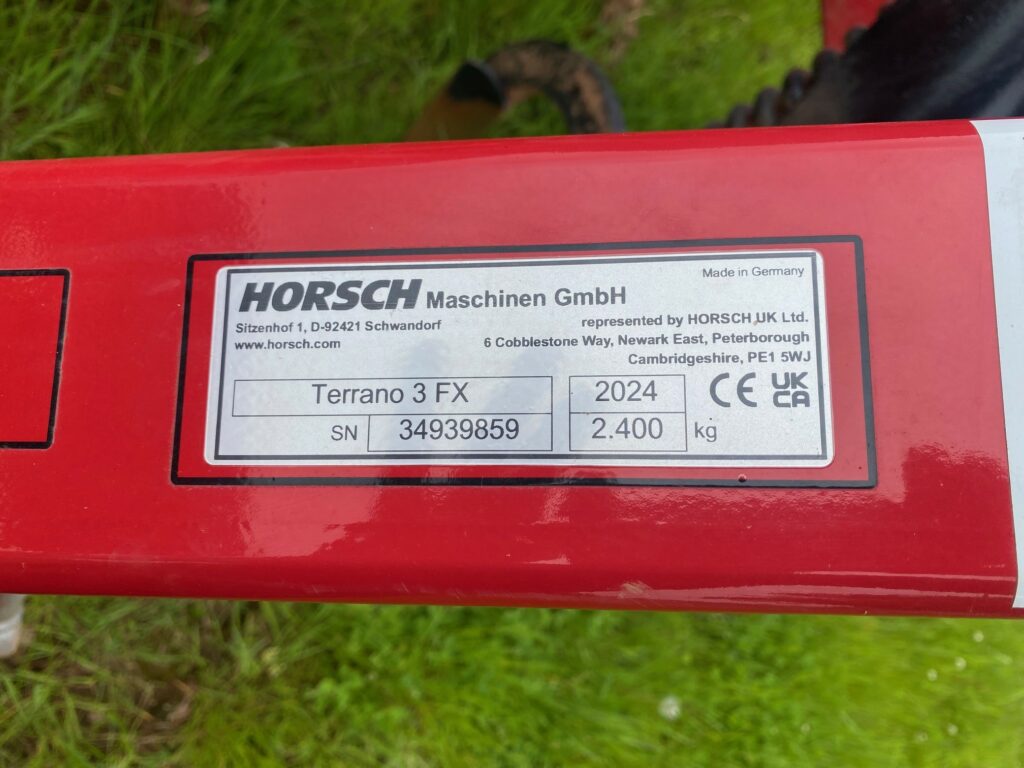 HORSCH Maschinen GmbH
Made in Germany
Sitzenhof 1, D-92421 Schwandorf
www.horsch.com
represented by HORSCH UK Ltd.
6 Cobblestone Way, Newark East, Peterborough
Cambridgeshire, PE1 5WJ
Terrano 3 FX
2024
CE
UK
CA
SN 34939859
2.400 kg